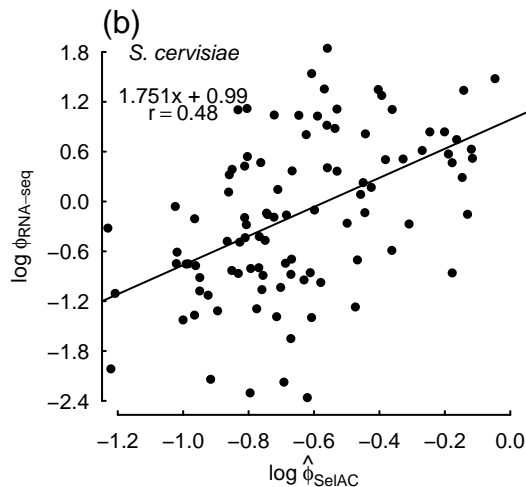 (b)
S. cervisiae
1.751x + 0.99
r = 0.48
1.8
1.2
0.6
0.0
−0.6
−1.2
−1.8
−2.4
log ϕRNA−seq
−1.2 −1.0 −0.8 −0.6 −0.4 −0.2 0.0
log ϕ̂SelAC